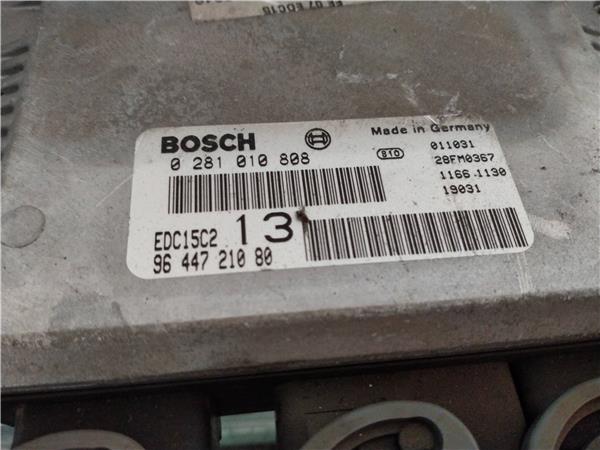 BOSCH
Made in Germany
0 281 010 808
810
011031
28FM0367
1166 1130
19031
EDC15C2 13
96 447 210 80